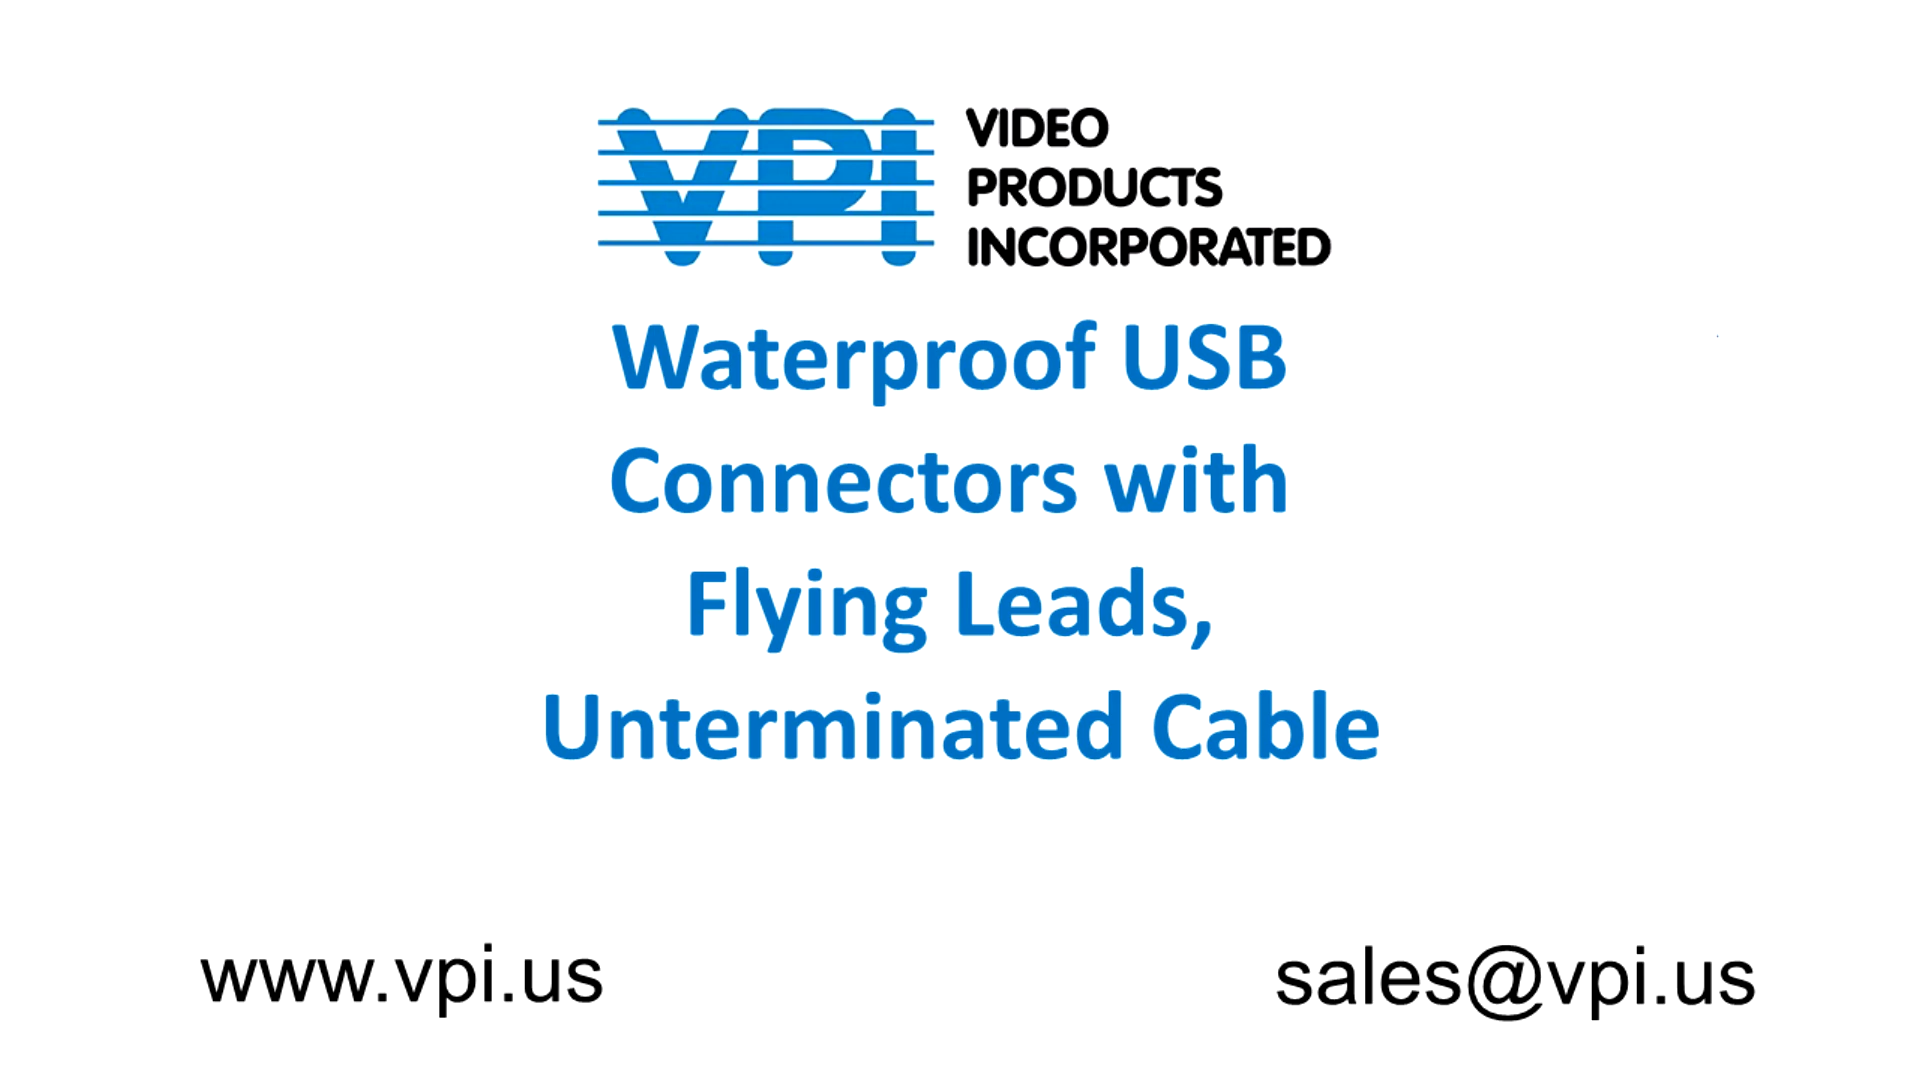 VPI
VIDEO
PRODUCTS
INCORPORATED
Waterproof USB
Connectors with
Flying Leads,
Unterminated Cable
www.vpi.us
sales@vpi.us